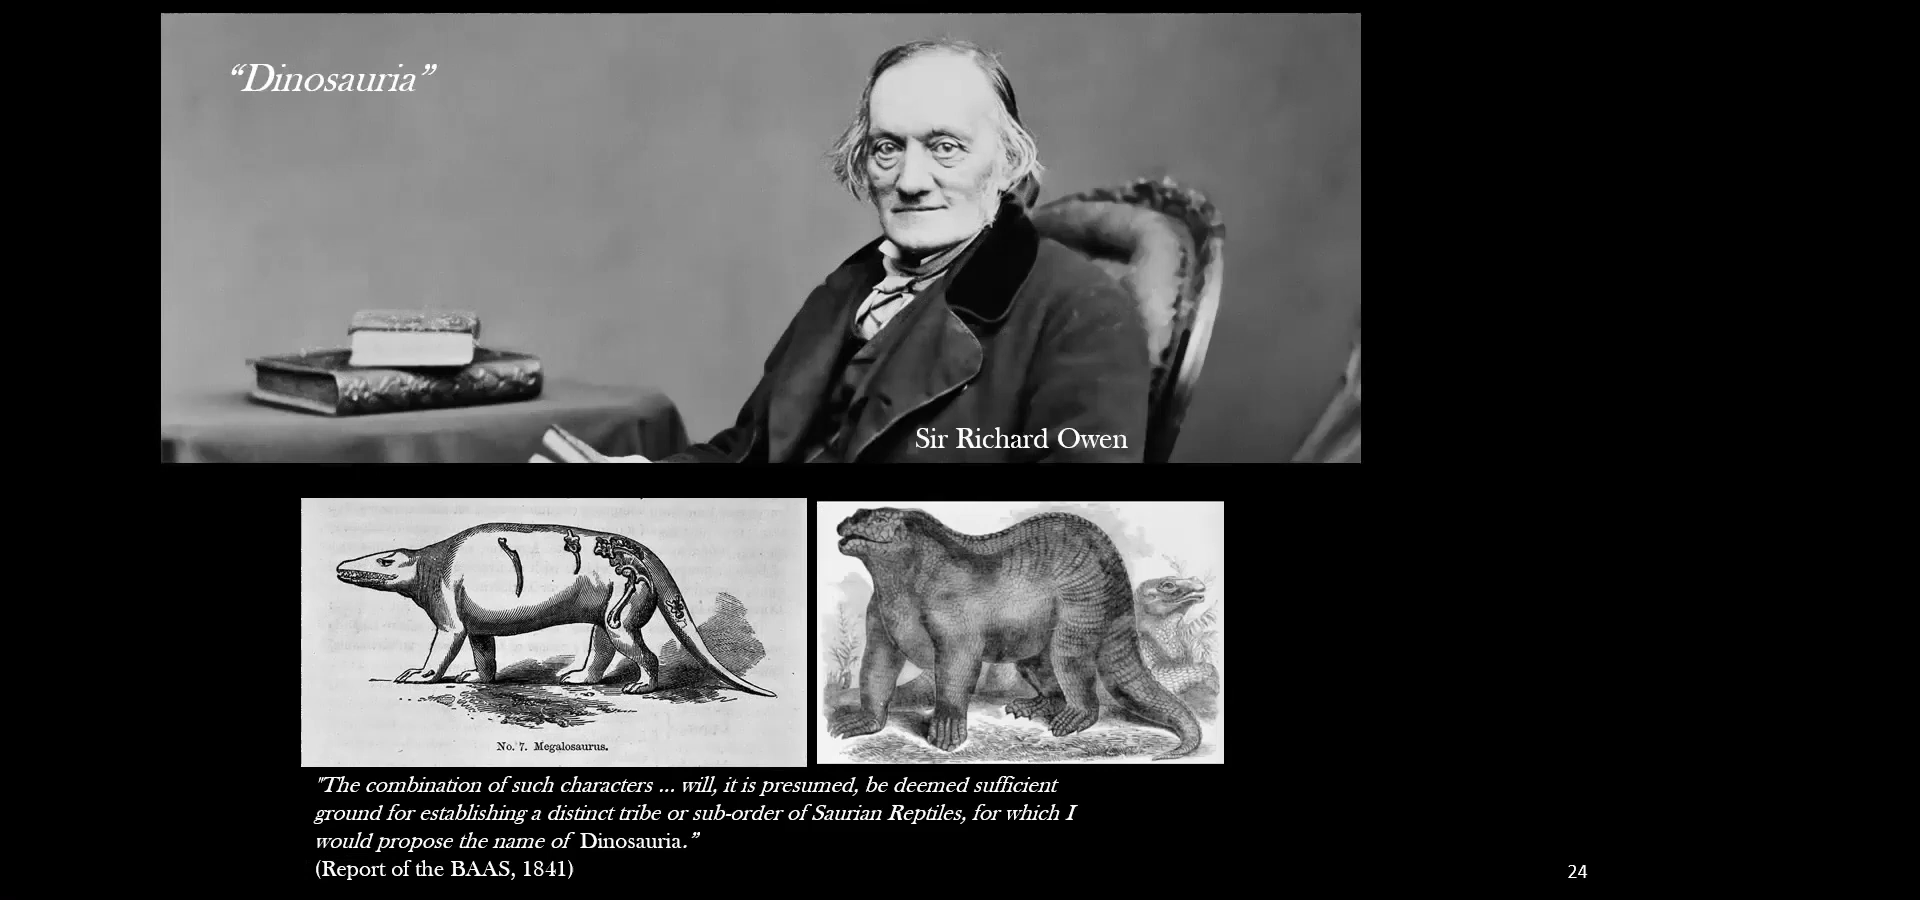 “Dinosauria”
Sir Richard Owen
No. 7. Megalosaurus.
"The combination of such characters ... will, it is presumed, be deemed sufficient
ground for establishing a distinct tribe or sub-order of Saurian Reptiles, for which I
would propose the name of Dinosauria.”
(Report of the BAAS, 1841)
24